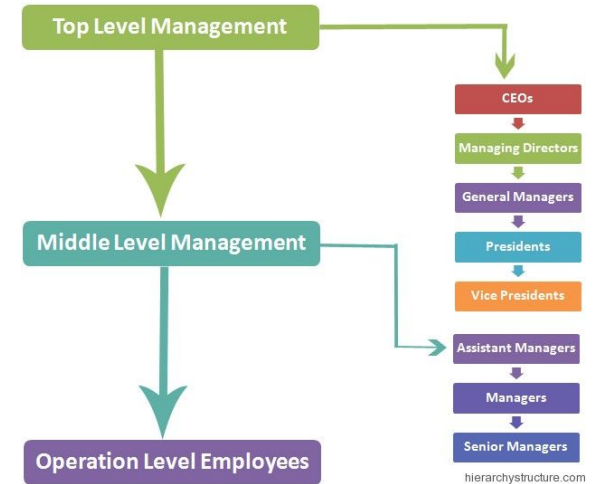 Top Level Management
CEOs
Managing Directors
General Managers
Presidents
Vice Presidents
Middle Level Management
Assistant Managers
Managers
Senior Managers
Operation Level Employees
hierarchystructure.com